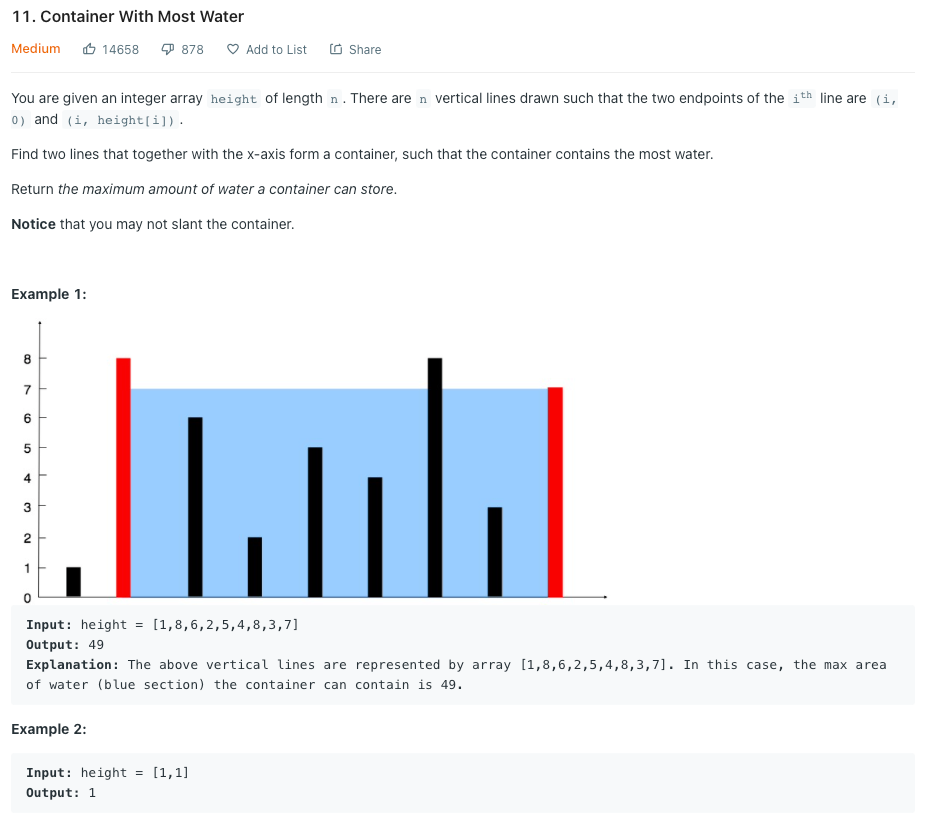 11. Container With Most Water
Medium 14658 878 Add to List Share
You are given an integer array height of length n. There are n vertical lines drawn such that the two endpoints of the ith line are (i,
0) and (i, height[i]).
Find two lines that together with the x-axis form a container, such that the container contains the most water.
Return the maximum amount of water a container can store.
Notice that you may not slant the container.
Example 1:
8
7
6
5
4
3
2
1
0
Input: height = [1,8,6,2,5,4,8,3,7]
Output: 49
Explanation: The above vertical lines are represented by array [1,8,6,2,5,4,8,3,7]. In this case, the max area
of water (blue section) the container can contain is 49.
Example 2:
Input: height = [1,1]
Output: 1